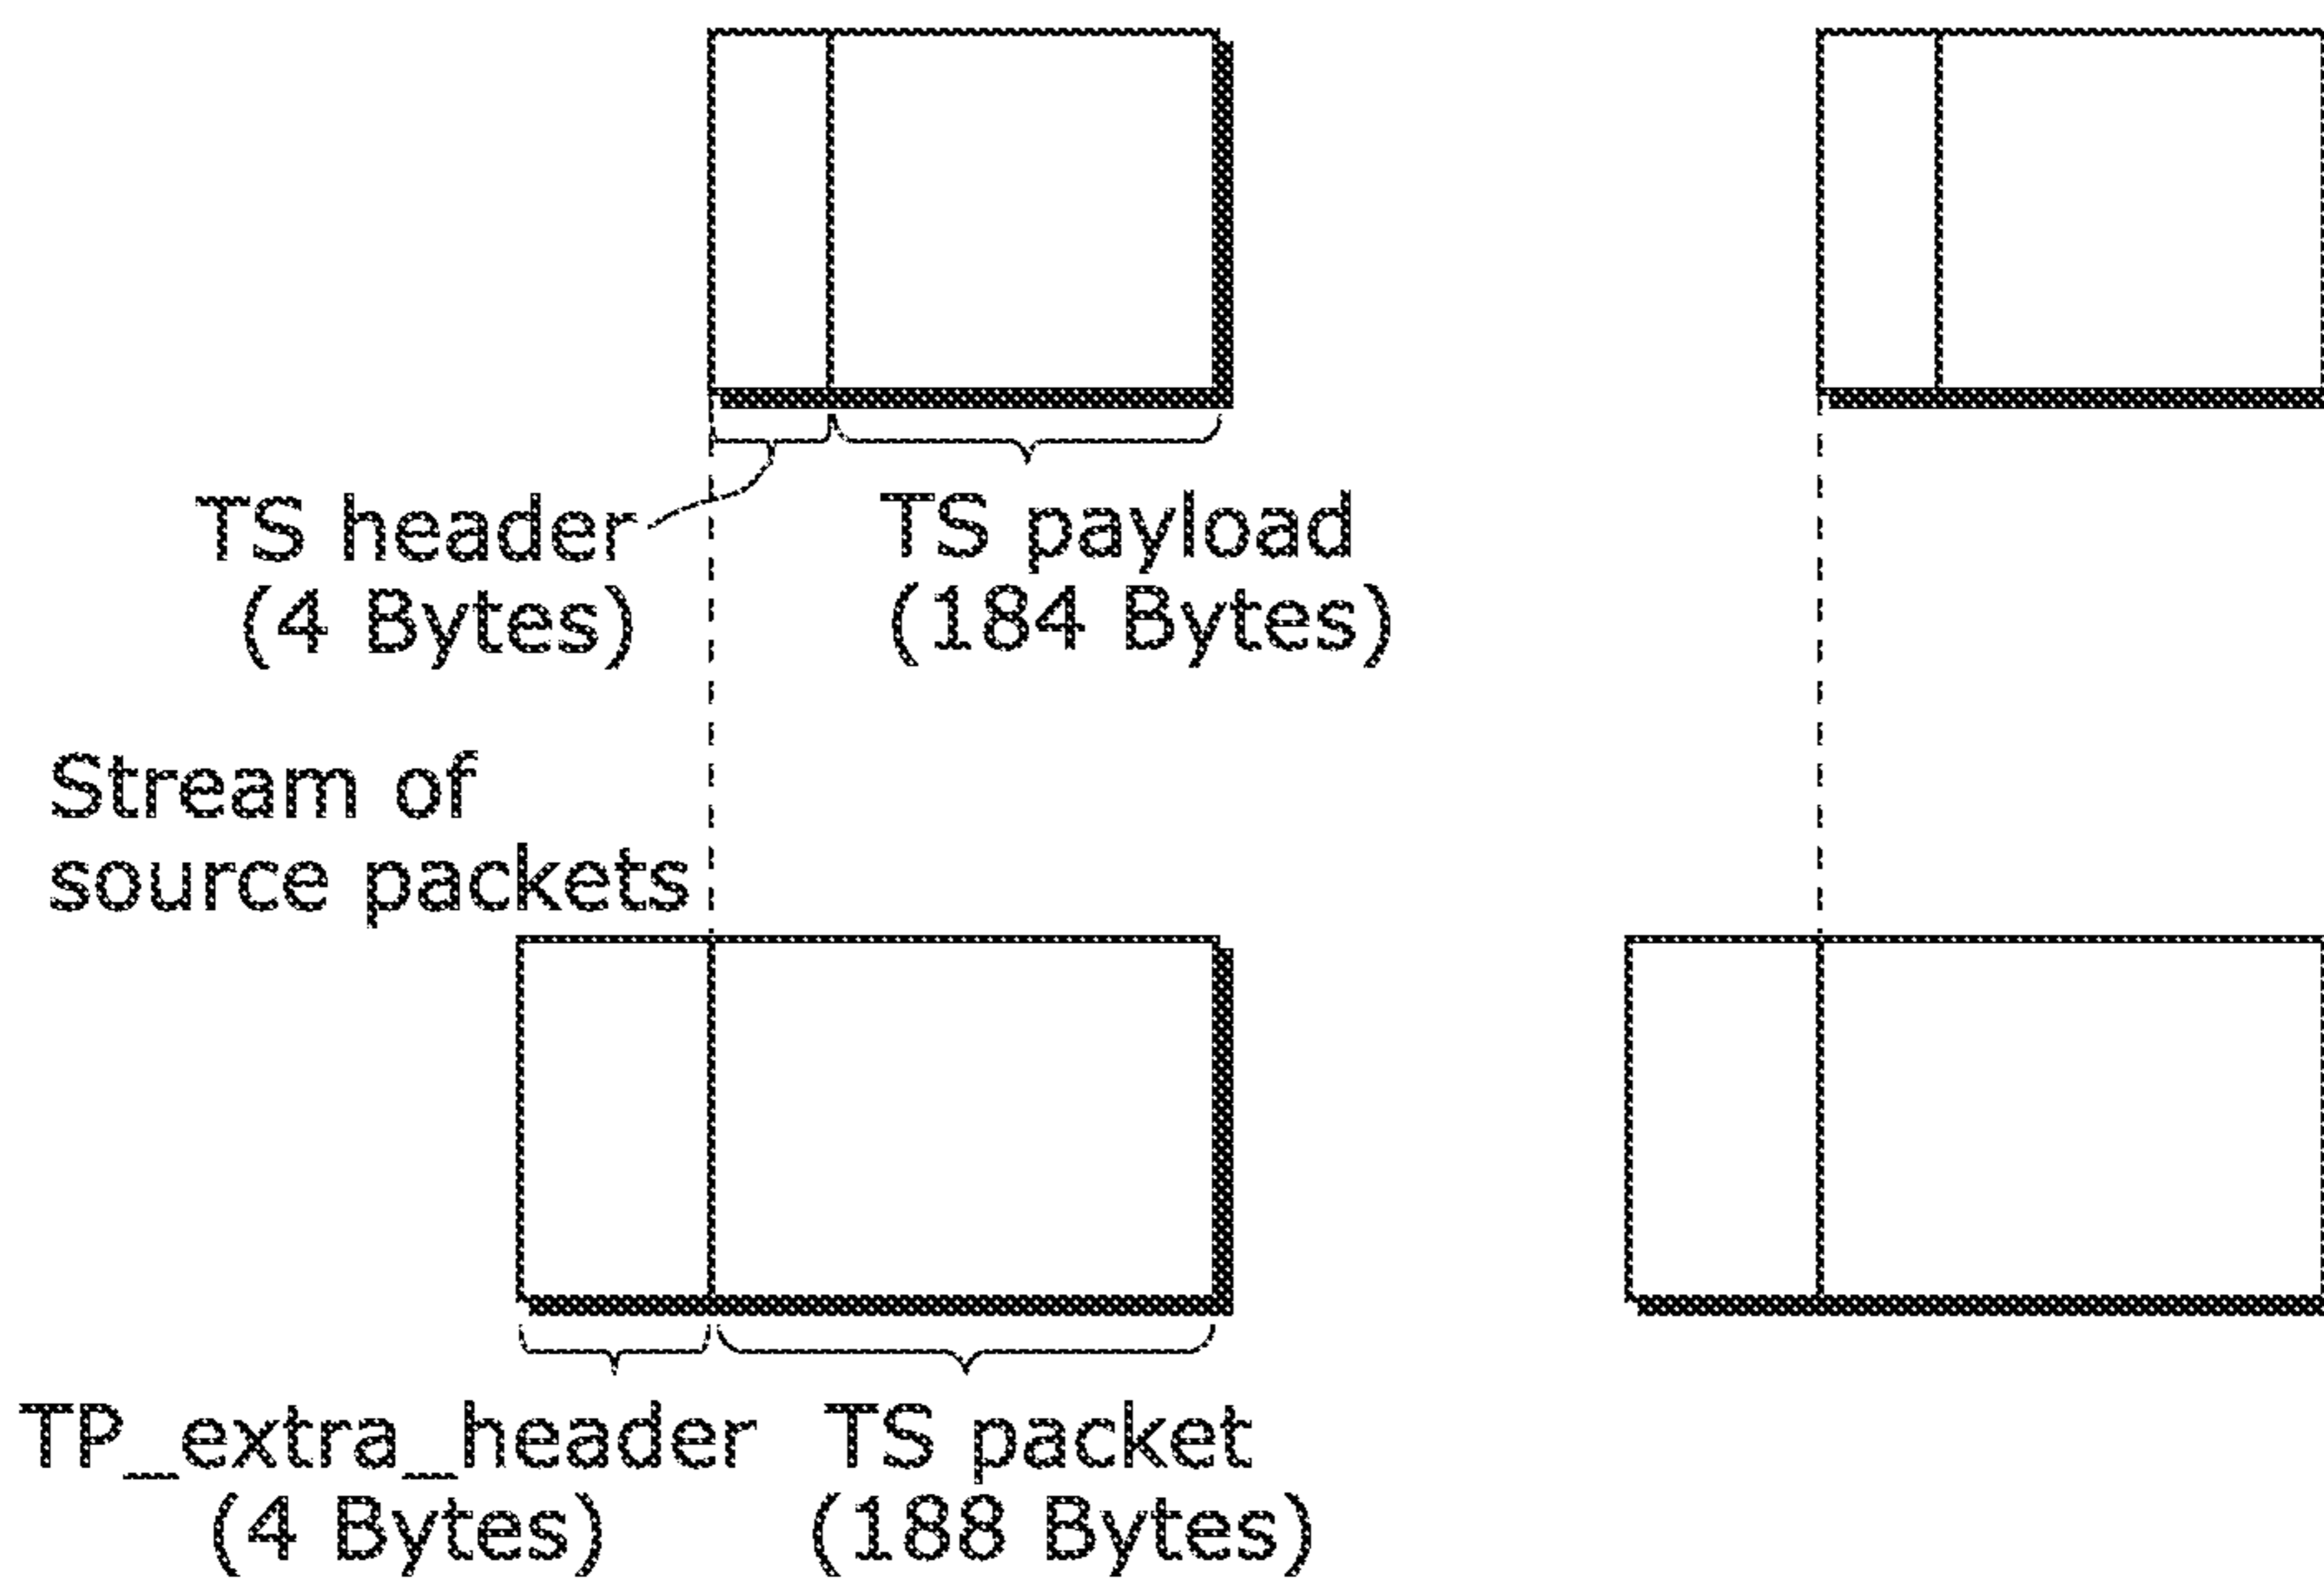 TS header
(4 Bytes)
TS payload
(184 Bytes)
Stream of
source packets
TP_extra_header
(4 Bytes)
TS packet
(188 Bytes)